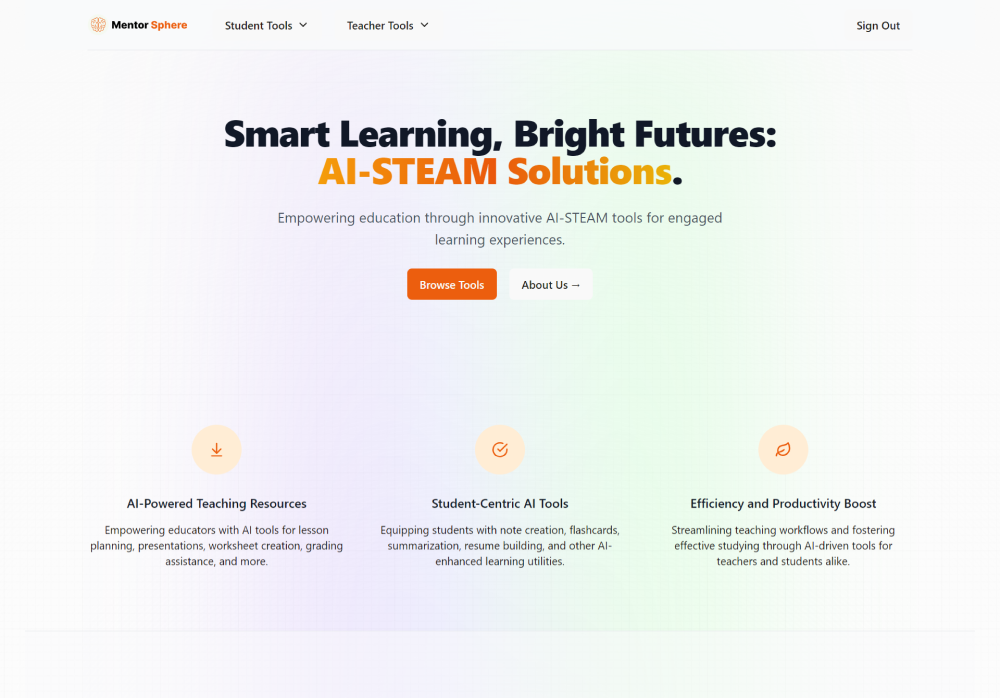 Mentor Sphere
Student Tools
Teacher Tools
Sign Out
Smart Learning, Bright Futures:
AI-STEAM Solutions.
Empowering education through innovative AI-STEAM tools for engaged
learning experiences.
Browse Tools
About Us →
AI-Powered Teaching Resources
Empowering educators with AI tools for lesson
planning, presentations, worksheet creation, grading
assistance, and more.
Student-Centric AI Tools
Equipping students with note creation, flashcards,
summarization, resume building, and other AI-
enhanced learning utilities.
Efficiency and Productivity Boost
Streamlining teaching workflows and fostering
effective studying through AI-driven tools for
teachers and students alike.